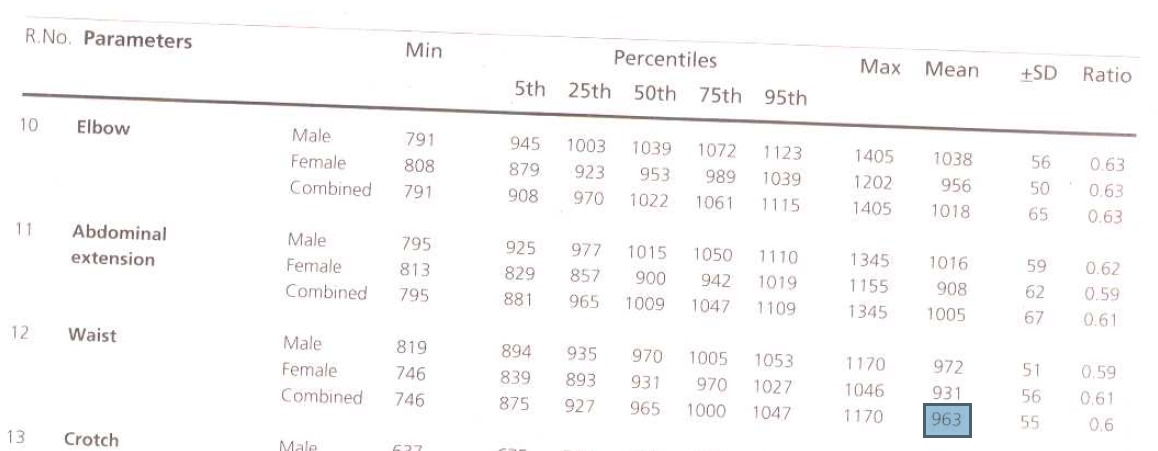 R.No. Parameters Min Percentiles Max Mean ±SD Ratio
5th 25th 50th 75th 95th
10 Elbow Male 791 945 1003 1039 1072 1123 1405 1038 56 0.63
Female 808 879 923 953 989 1039 1202 956 50 0.63
Combined 791 908 970 1022 1061 1115 1405 1018 65 0.63
11 Abdominal Male 795 925 977 1015 1050 1110 1345 1016 59 0.62
extension Female 813 829 857 900 942 1019 1155 908 62 0.59
Combined 795 881 965 1009 1047 1109 1345 1005 67 0.61
12 Waist Male 819 894 935 970 1005 1053 1170 972 51 0.59
Female 746 839 893 931 970 1027 1046 931 56 0.61
Combined 746 875 927 965 1000 1047 1170 963 55 0.6
13 Crotch Male